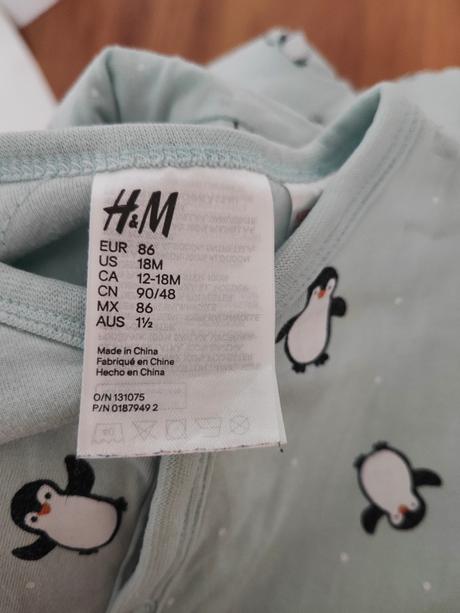 H&M
EUR 86
US 18M
CA 12-18M
CN 90/48
MX 86
AUS 1½
Made in China
Fabriqué en Chine
Hecho en China
O/N 131075
P/N 0187949 2